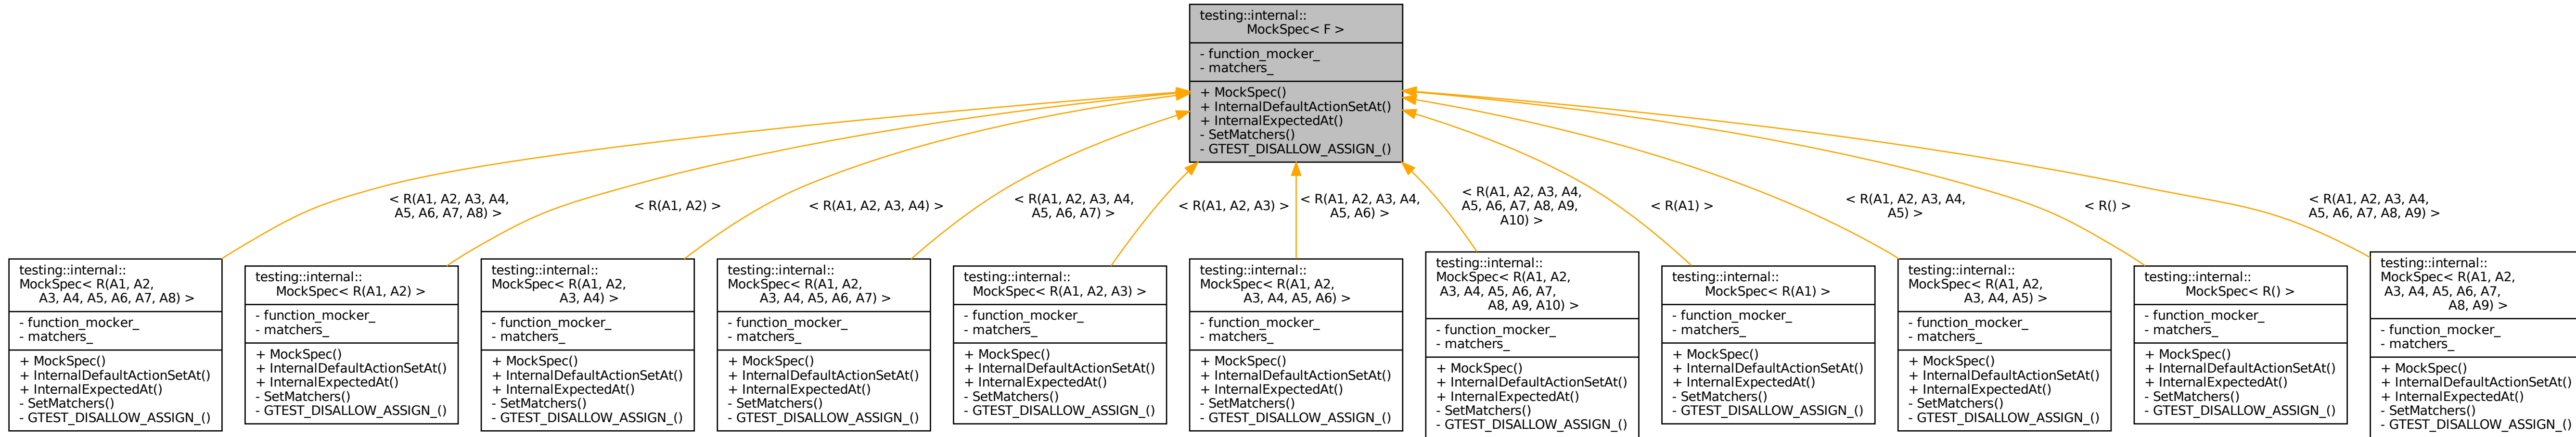 testing::internal::
MockSpec< F >
- function_mocker_
- matchers_
+ MockSpec()
+ InternalDefaultActionSetAt()
+ InternalExpectedAt()
- SetMatchers()
- GTEST_DISALLOW_ASSIGN_()
< R(A1, A2, A3, A4,
A5, A6, A7, A8) >
< R(A1, A2) >
< R(A1, A2, A3, A4) >
< R(A1, A2, A3, A4,
A5, A6, A7) >
< R(A1, A2, A3) >
< R(A1, A2, A3, A4,
A5, A6) >
< R(A1, A2, A3, A4,
A5, A6, A7, A8, A9,
A10) >
< R(A1) >
< R(A1, A2, A3, A4,
A5) >
< R() >
< R(A1, A2, A3, A4,
A5, A6, A7, A8, A9) >
testing::internal::
MockSpec< R(A1, A2,
A3, A4, A5, A6, A7, A8) >
- function_mocker_
- matchers_
+ MockSpec()
+ InternalDefaultActionSetAt()
+ InternalExpectedAt()
- SetMatchers()
- GTEST_DISALLOW_ASSIGN_()
testing::internal::
MockSpec< R(A1, A2) >
- function_mocker_
- matchers_
+ MockSpec()
+ InternalDefaultActionSetAt()
+ InternalExpectedAt()
- SetMatchers()
- GTEST_DISALLOW_ASSIGN_()
testing::internal::
MockSpec< R(A1, A2,
A3, A4) >
- function_mocker_
- matchers_
+ MockSpec()
+ InternalDefaultActionSetAt()
+ InternalExpectedAt()
- SetMatchers()
- GTEST_DISALLOW_ASSIGN_()
testing::internal::
MockSpec< R(A1, A2,
A3, A4, A5, A6, A7) >
- function_mocker_
- matchers_
+ MockSpec()
+ InternalDefaultActionSetAt()
+ InternalExpectedAt()
- SetMatchers()
- GTEST_DISALLOW_ASSIGN_()
testing::internal::
MockSpec< R(A1, A2, A3) >
- function_mocker_
- matchers_
+ MockSpec()
+ InternalDefaultActionSetAt()
+ InternalExpectedAt()
- SetMatchers()
- GTEST_DISALLOW_ASSIGN_()
testing::internal::
MockSpec< R(A1, A2,
A3, A4, A5, A6) >
- function_mocker_
- matchers_
+ MockSpec()
+ InternalDefaultActionSetAt()
+ InternalExpectedAt()
- SetMatchers()
- GTEST_DISALLOW_ASSIGN_()
testing::internal::
MockSpec< R(A1, A2,
A3, A4, A5, A6, A7,
A8, A9, A10) >
- function_mocker_
- matchers_
+ MockSpec()
+ InternalDefaultActionSetAt()
+ InternalExpectedAt()
- SetMatchers()
- GTEST_DISALLOW_ASSIGN_()
testing::internal::
MockSpec< R(A1) >
- function_mocker_
- matchers_
+ MockSpec()
+ InternalDefaultActionSetAt()
+ InternalExpectedAt()
- SetMatchers()
- GTEST_DISALLOW_ASSIGN_()
testing::internal::
MockSpec< R(A1, A2,
A3, A4, A5) >
- function_mocker_
- matchers_
+ MockSpec()
+ InternalDefaultActionSetAt()
+ InternalExpectedAt()
- SetMatchers()
- GTEST_DISALLOW_ASSIGN_()
testing::internal::
MockSpec< R() >
- function_mocker_
- matchers_
+ MockSpec()
+ InternalDefaultActionSetAt()
+ InternalExpectedAt()
- SetMatchers()
- GTEST_DISALLOW_ASSIGN_()
testing::internal::
MockSpec< R(A1, A2,
A3, A4, A5, A6, A7,
A8, A9) >
- function_mocker_
- matchers_
+ MockSpec()
+ InternalDefaultActionSetAt()
+ InternalExpectedAt()
- SetMatchers()
- GTEST_DISALLOW_ASSIGN_()